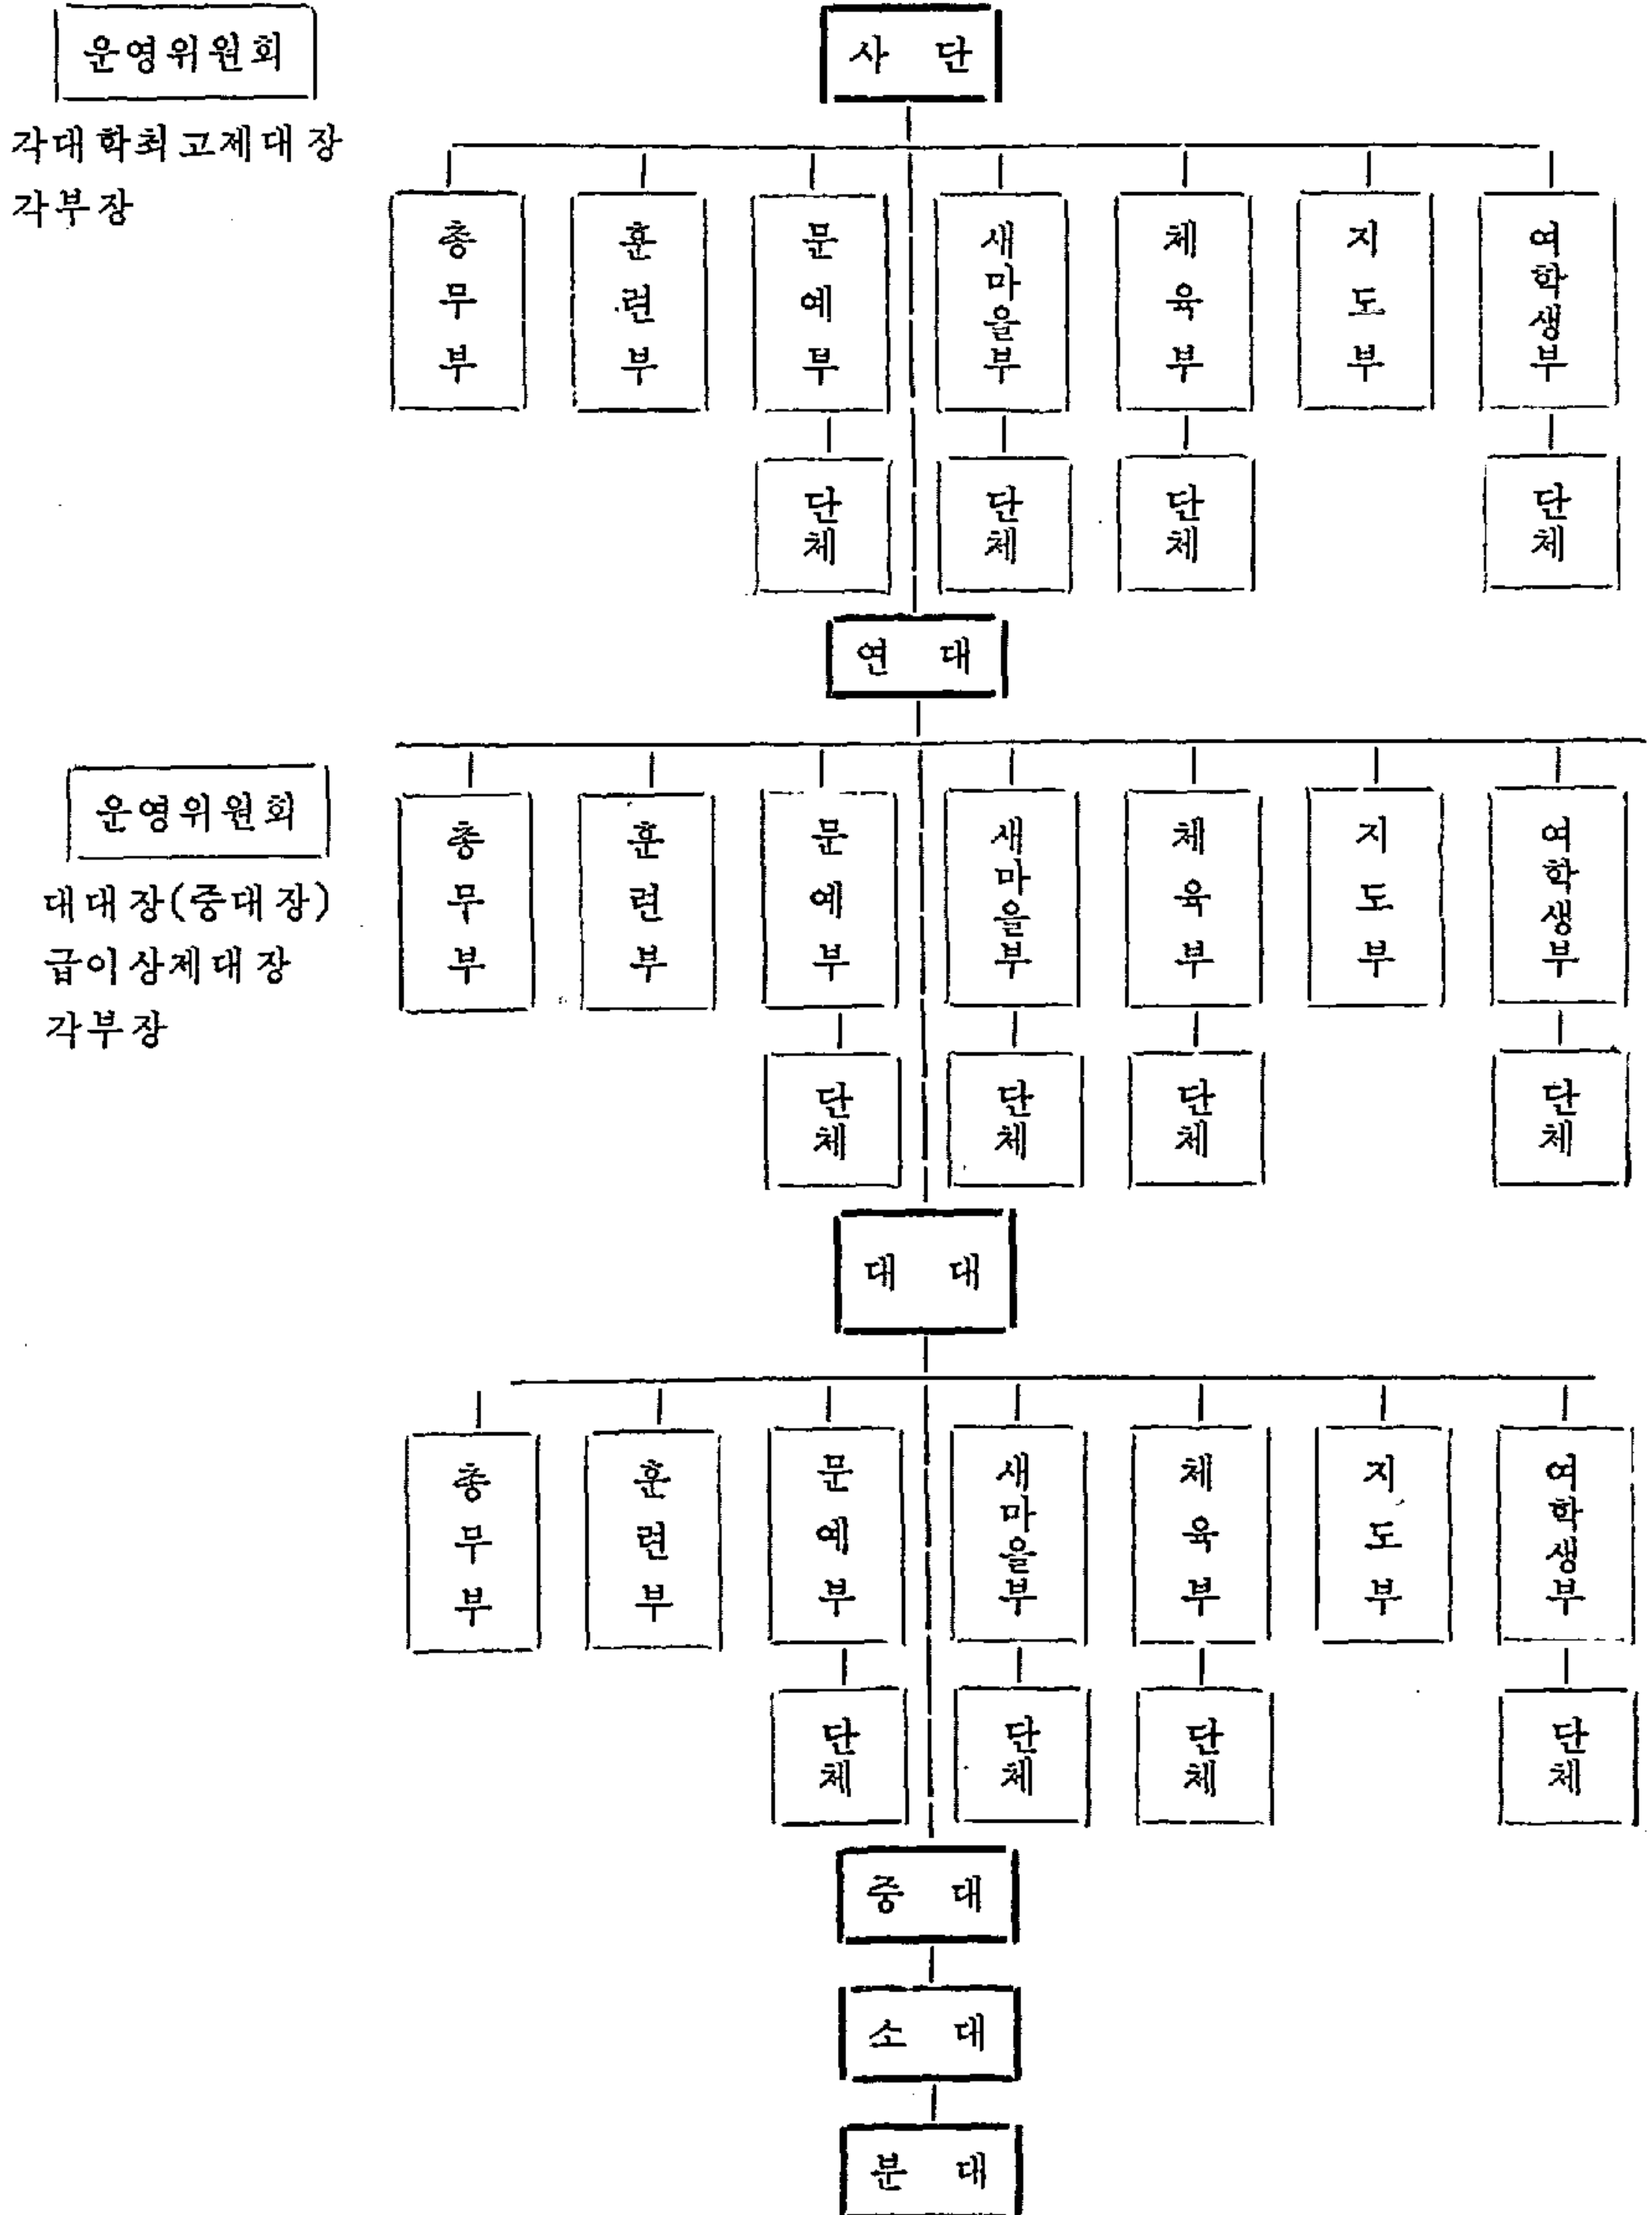 운영위원회
각대학최고제대장
각부장
사 단
총무부
훈련부
문예부
새마을부
체육부
지도부
여학생부
단체
단체
단체
단체
연 대
운영위원회
대대장(중대장)
급이상제대장
각부장
총무부
훈련부
문예부
새마을부
체육부
지도부
여학생부
단체
단체
단체
단체
대 대
총무부
훈련부
문예부
새마을부
체육부
지도부
여학생부
단체
단체
단체
단체
중 대
소 대
분 대